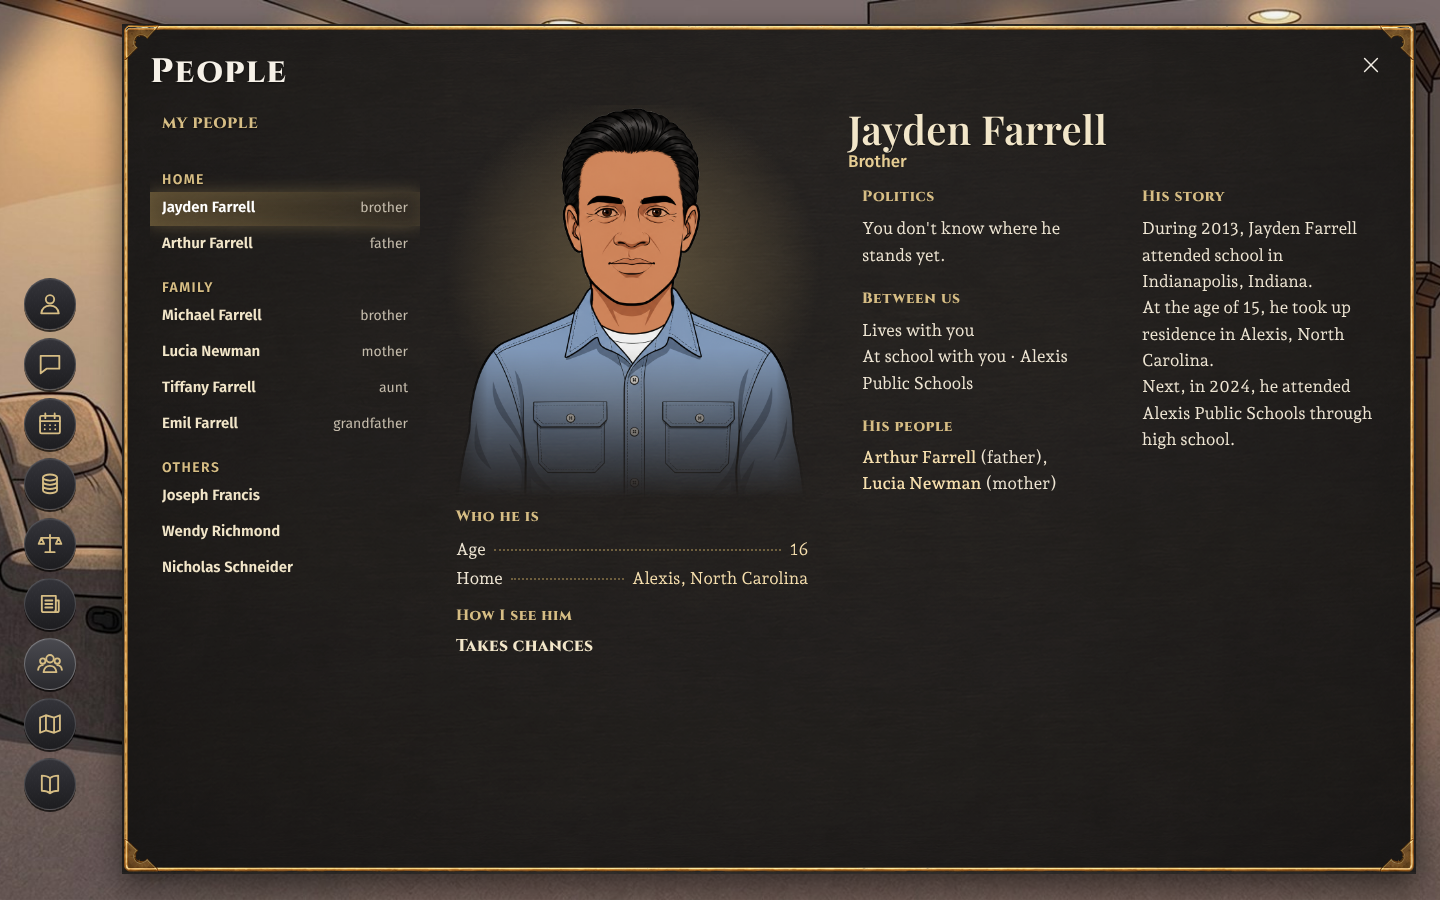 People
My people
HOME
Jayden Farrell brother
Arthur Farrell father
FAMILY
Michael Farrell brother
Lucia Newman mother
Tiffany Farrell aunt
Emil Farrell grandfather
OTHERS
Joseph Francis
Wendy Richmond
Nicholas Schneider
Who he is
Age 16
Home Alexis, North Carolina
How I see him
Takes chances
Jayden Farrell
Brother
Politics
You don't know where he
stands yet.
Between us
Lives with you
At school with you · Alexis
Public Schools
His people
Arthur Farrell (father),
Lucia Newman (mother)
His story
During 2013, Jayden Farrell
attended school in
Indianapolis, Indiana.
At the age of 15, he took up
residence in Alexis, North
Carolina.
Next, in 2024, he attended
Alexis Public Schools through
high school.